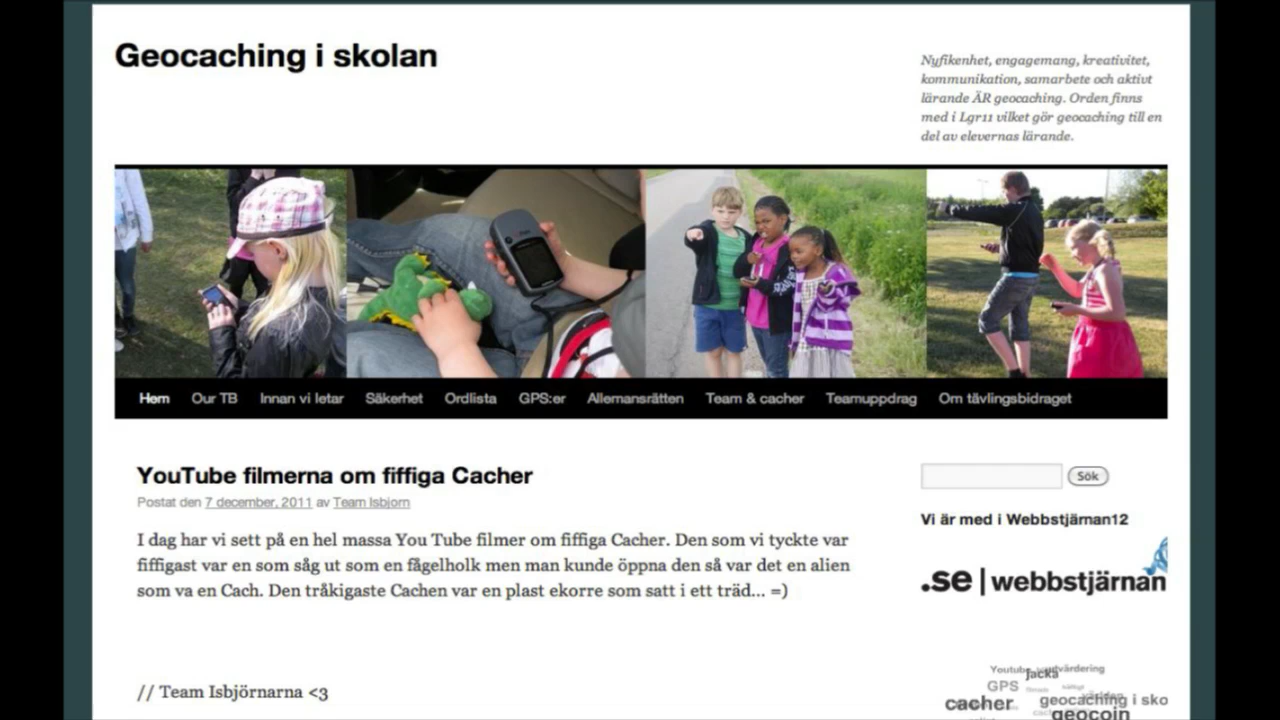 Geocaching i skolan
Nyfikenhet, engagemang, kreativitet,
kommunikation, samarbete och aktivt
lärande ÄR geocaching. Orden finns
med i Lgr11 vilket gör geocaching till en
del av elevernas lärande.
Hem Our TB Innan vi letar Säkerhet Ordlista GPS:er Allemansrätten Team & cacher Teamuppdrag Om tävlingsbidraget
YouTube filmerna om fiffiga Cacher
Postat den 7 december, 2011 av Team Isbjorn
I dag har vi sett på en hel massa You Tube filmer om fiffiga Cacher. Den som vi tyckte var
fiffigast var en som såg ut som en fågelholk men man kunde öppna den så var det en alien
som va en Cach. Den tråkigaste Cachen var en plast ekorre som satt i ett träd... =)
// Team Isbjörnarna <3
Sök
Vi är med i Webbstjärnan12
.se | webbstjärnan
Youtube
utvärdering
jacka
GPS
cacher
geocaching i sko
geocoin